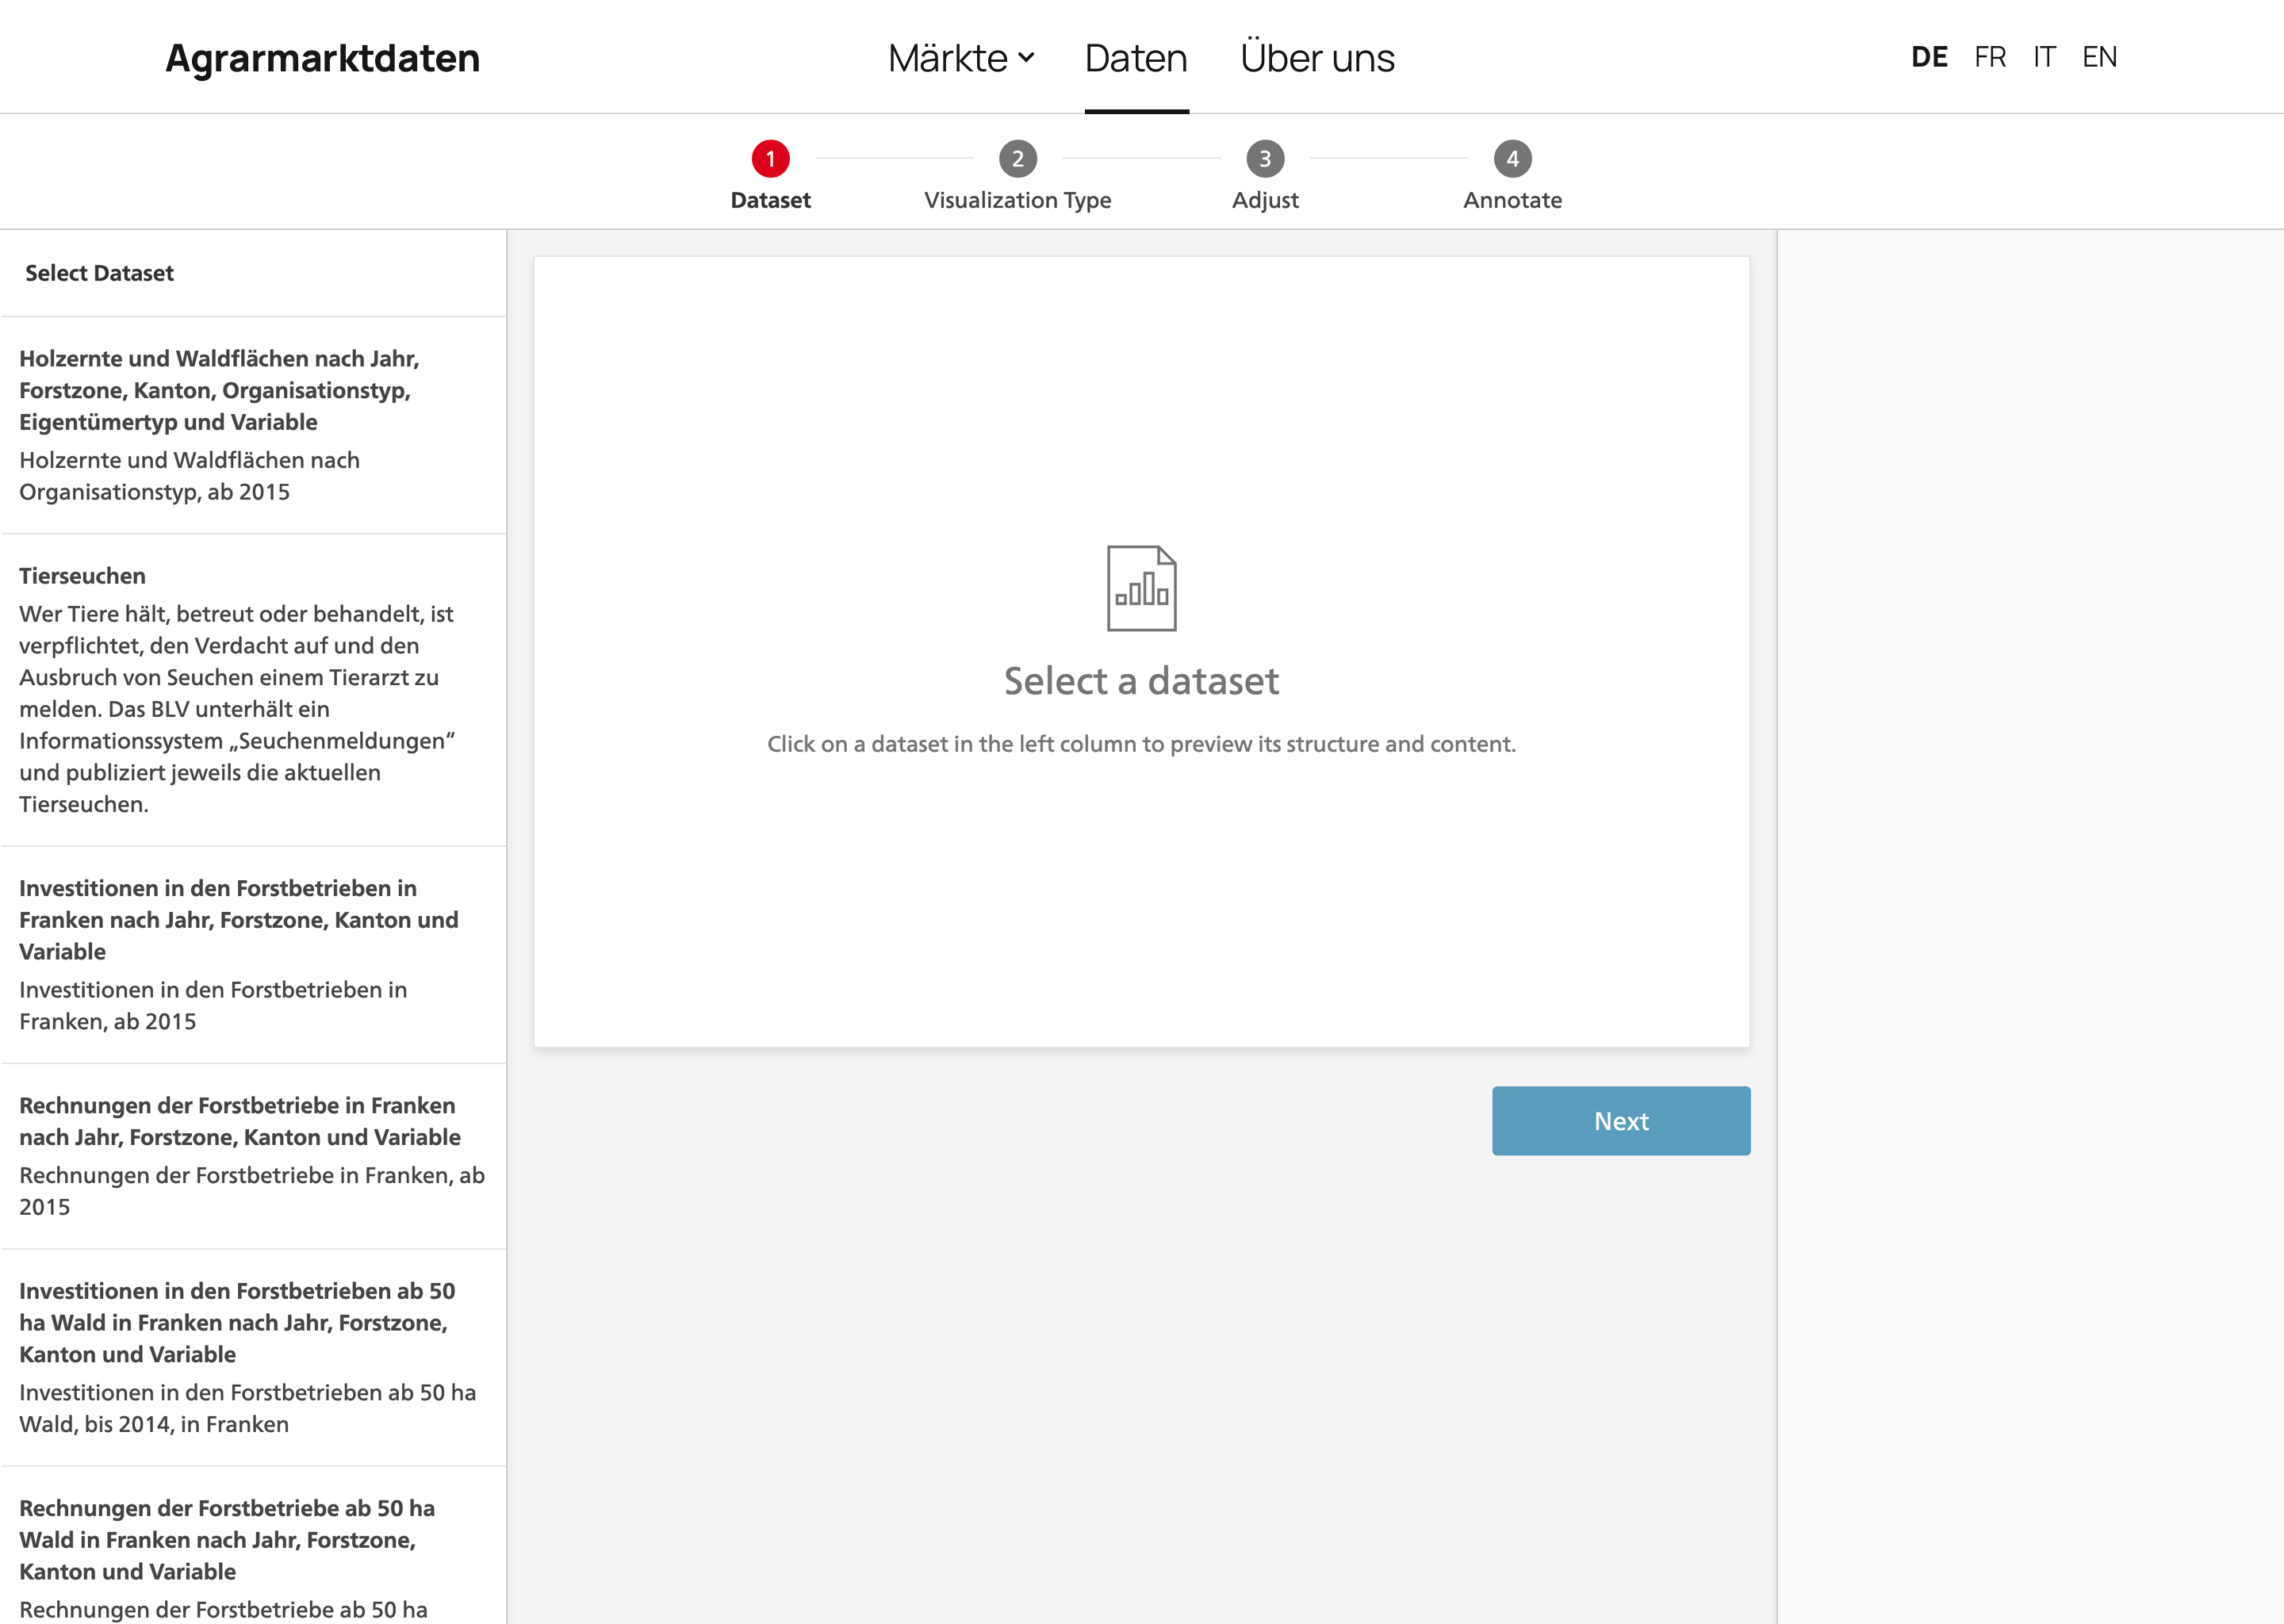 Agrarmarktdaten
Märkte
Daten
Über uns
DE FR IT EN
1
Dataset
2
Visualization Type
3
Adjust
4
Annotate
Select Dataset
Holzernte und Waldflächen nach Jahr,
Forstzone, Kanton, Organisationstyp,
Eigentümertyp und Variable
Holzernte und Waldflächen nach
Organisationstyp, ab 2015
Tierseuchen
Wer Tiere hält, betreut oder behandelt, ist
verpflichtet, den Verdacht auf und den
Ausbruch von Seuchen einem Tierarzt zu
melden. Das BLV unterhält ein
Informationssystem „Seuchenmeldungen“
und publiziert jeweils die aktuellen
Tierseuchen.
Investitionen in den Forstbetrieben in
Franken nach Jahr, Forstzone, Kanton und
Variable
Investitionen in den Forstbetrieben in
Franken, ab 2015
Rechnungen der Forstbetriebe in Franken
nach Jahr, Forstzone, Kanton und Variable
Rechnungen der Forstbetriebe in Franken, ab
2015
Investitionen in den Forstbetrieben ab 50
ha Wald in Franken nach Jahr, Forstzone,
Kanton und Variable
Investitionen in den Forstbetrieben ab 50 ha
Wald, bis 2014, in Franken
Rechnungen der Forstbetriebe ab 50 ha
Wald in Franken nach Jahr, Forstzone,
Kanton und Variable
Rechnungen der Forstbetriebe ab 50 ha
Select a dataset
Click on a dataset in the left column to preview its structure and content.
Next